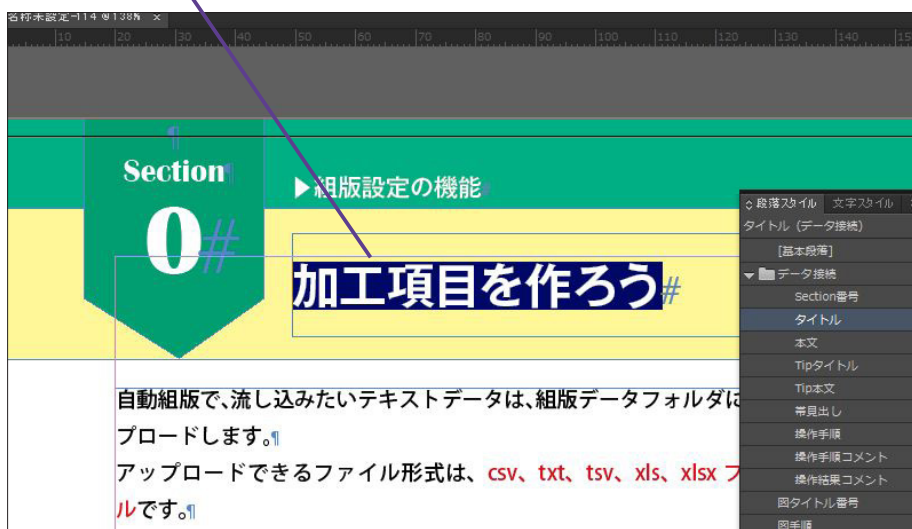 名称未設定-114 @138% ×
10 20 30 40 50 60 70 80 90 100 110 120 130 140
Section
0#
▶組版設定の機能
加工項目を作ろう#
自動組版で、流し込みたいテキストデータは、組版データフォルダに
プロードします。¶
アップロードできるファイル形式は、csv、txt、tsv、xls、xlsx フ
ルです。¶
段落スタイル 文字スタイル
タイトル (データ接続)
[基本段落]
データ接続
Section番号
タイトル
本文
Tipタイトル
Tip本文
帯見出し
操作手順
操作手順コメント
操作結果コメント
図タイトル番号
図手順